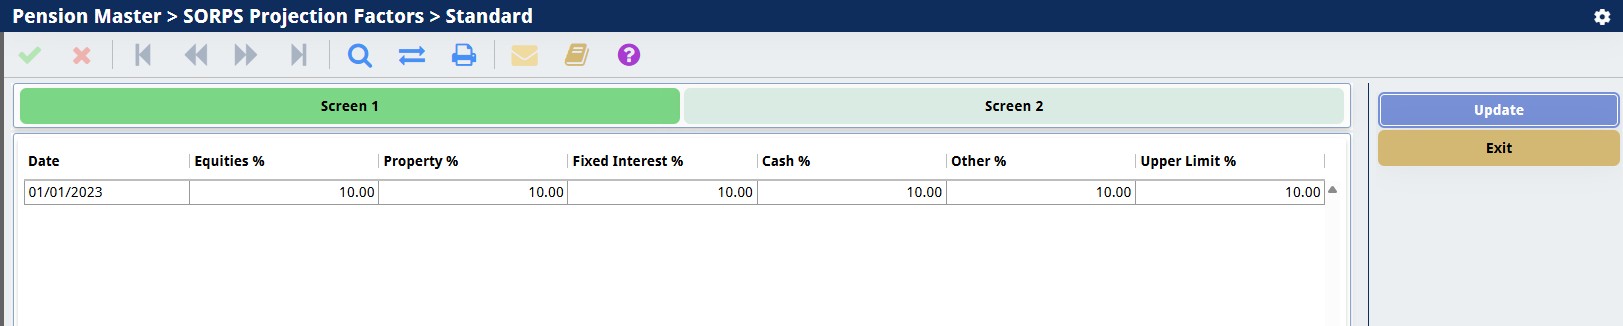 Pension Master > SORPS Projection Factors > Standard
?
Screen 1 Screen 2
Update
Exit
Date Equities % Property % Fixed Interest % Cash % Other % Upper Limit %
01/01/2023 10.00 10.00 10.00 10.00 10.00 10.00